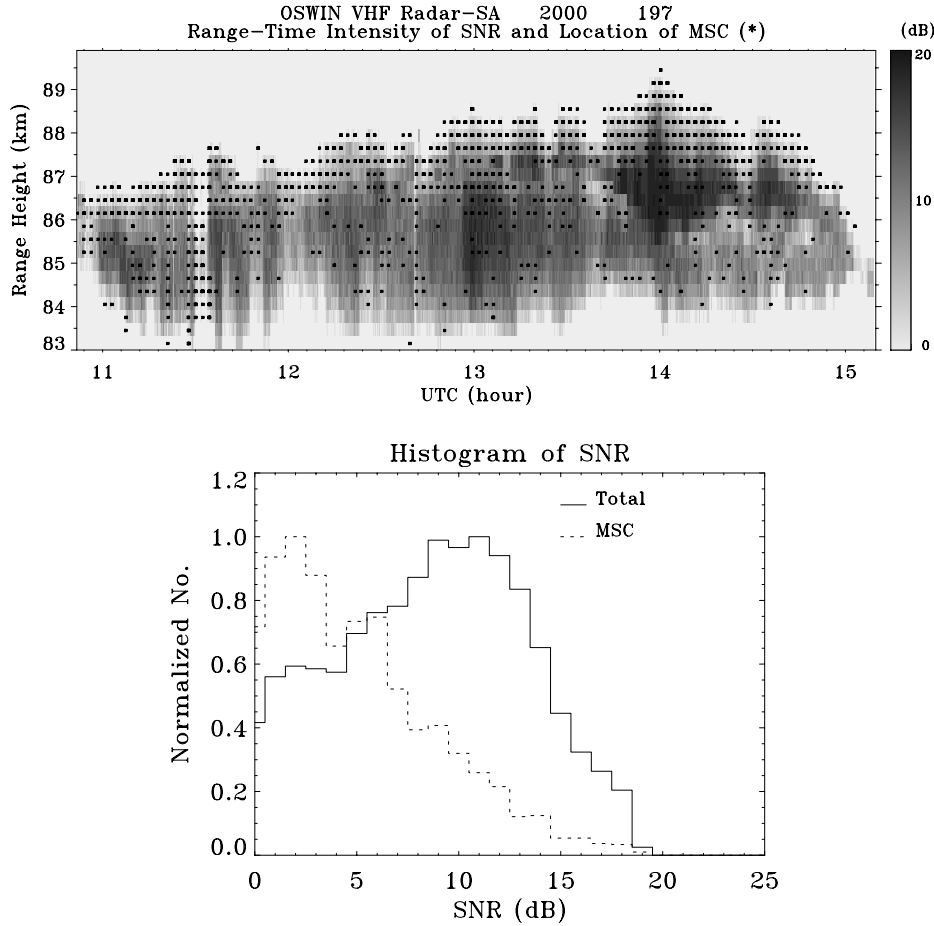 OSWIN VHF Radar-SA 2000 197
Range-Time Intensity of SNR and Location of MSC (*)
(dB)
20
10
0
Range Height (km)
89
88
87
86
85
84
83
11 12 13 14 15
UTC (hour)
Histogram of SNR
Total
MSC
Normalized No.
1.2
1.0
0.8
0.6
0.4
0.2
0.0
0 5 10 15 20 25
SNR (dB)